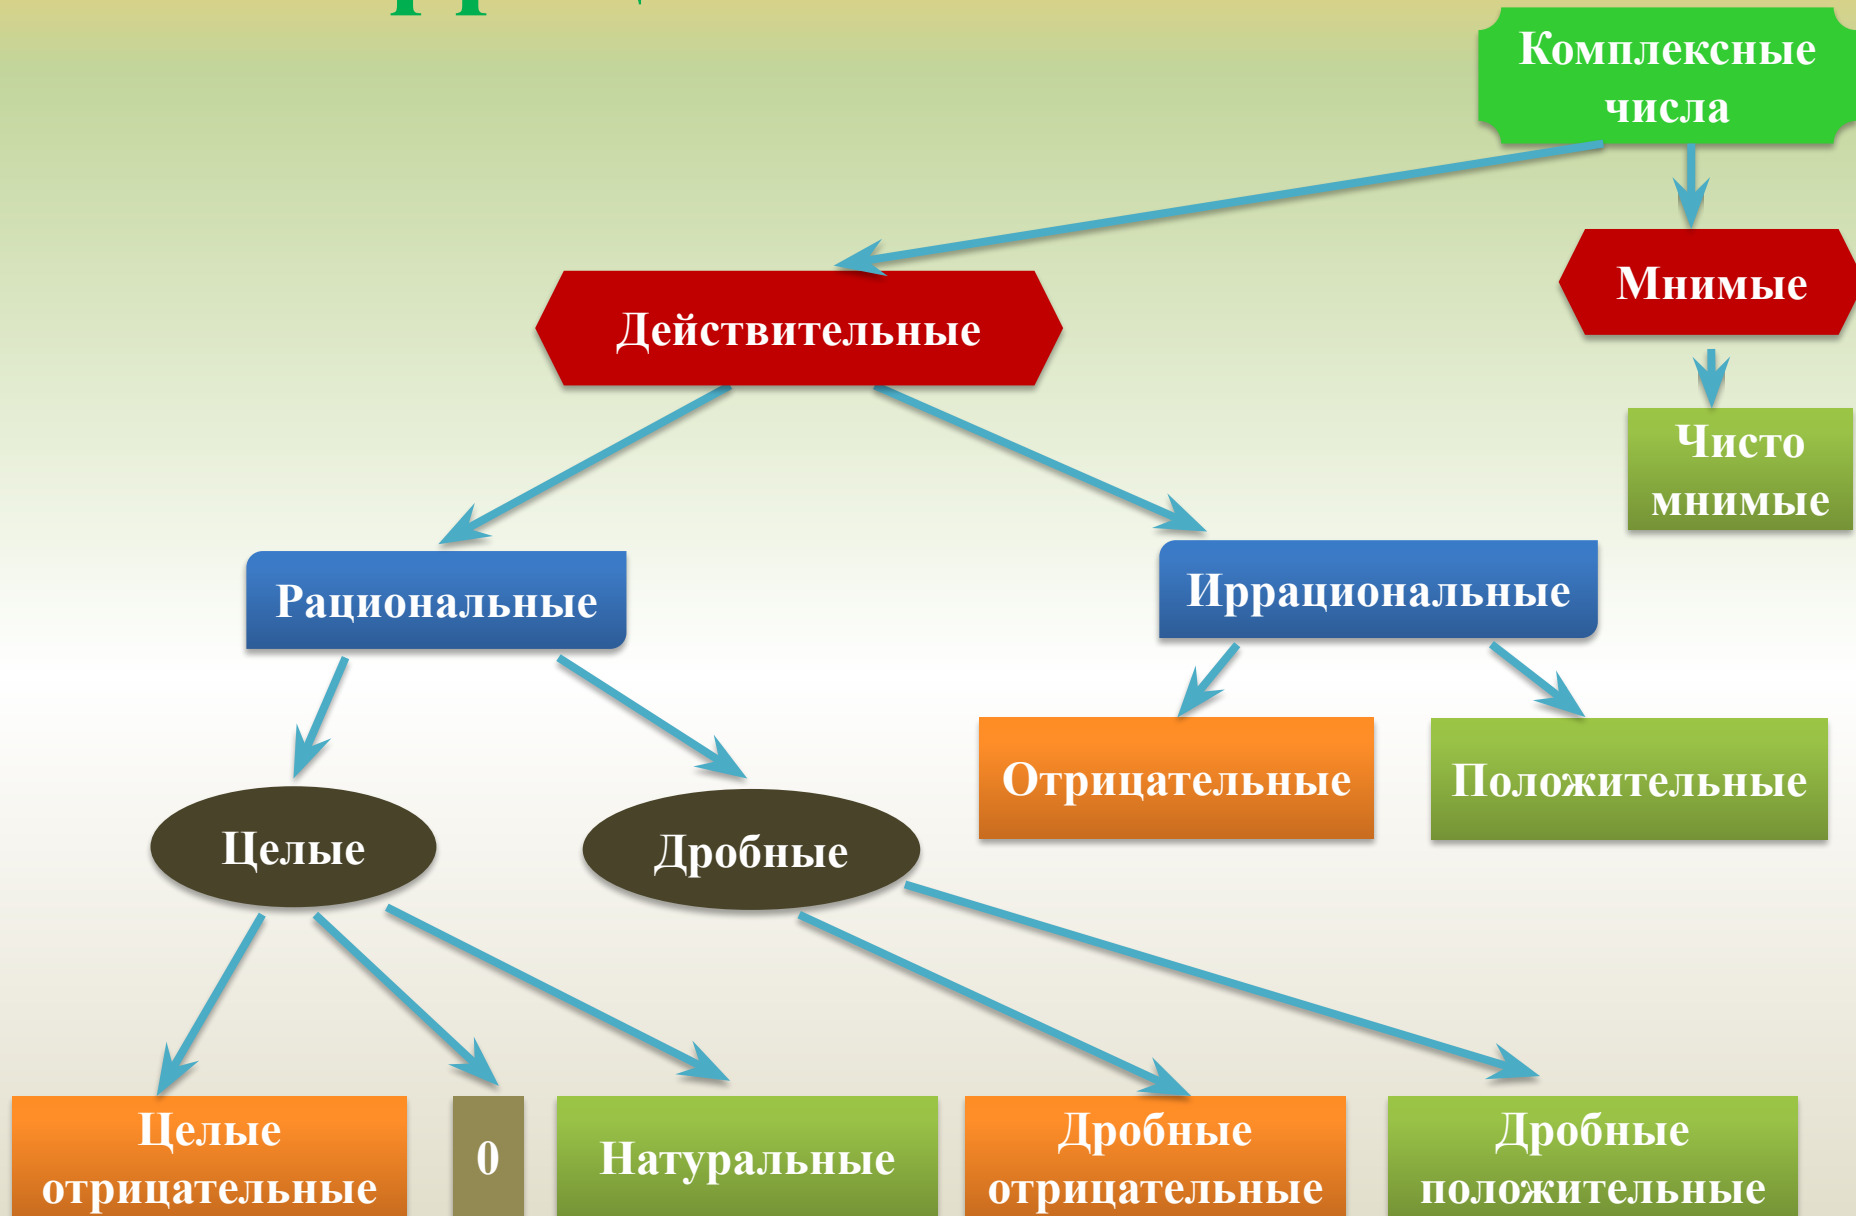 Комплексные
числа
Мнимые
Действительные
Чисто
мнимые
Рациональные
Иррациональные
Отрицательные
Положительные
Целые
Дробные
Целые
отрицательные
0
Натуральные
Дробные
отрицательные
Дробные
положительные